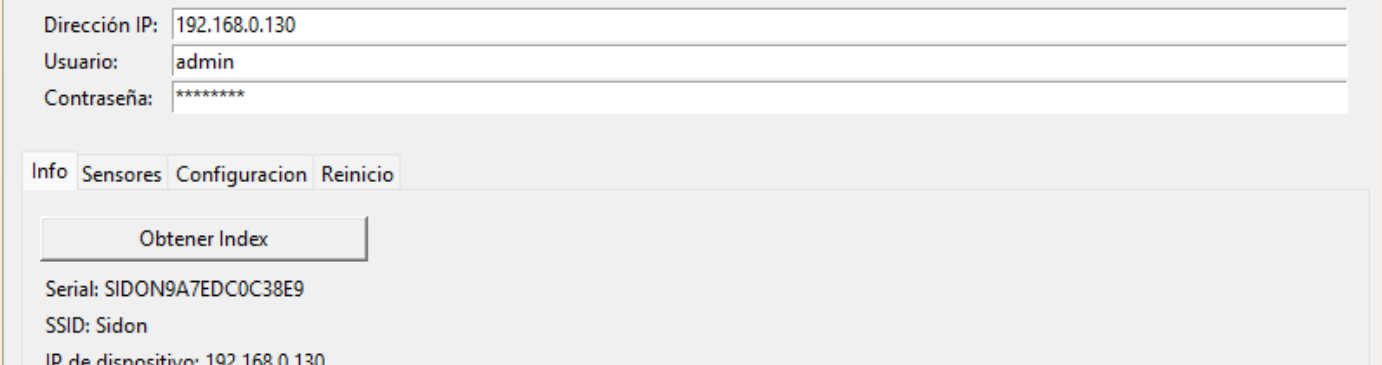 Dirección IP: 192.168.0.130
Usuario: admin
Contraseña: ********
Info Sensores Configuracion Reinicio
Obtener Index
Serial: SIDON9A7EDC0C38E9
SSID: Sidon
IP de dispositivo: 192.168.0.130